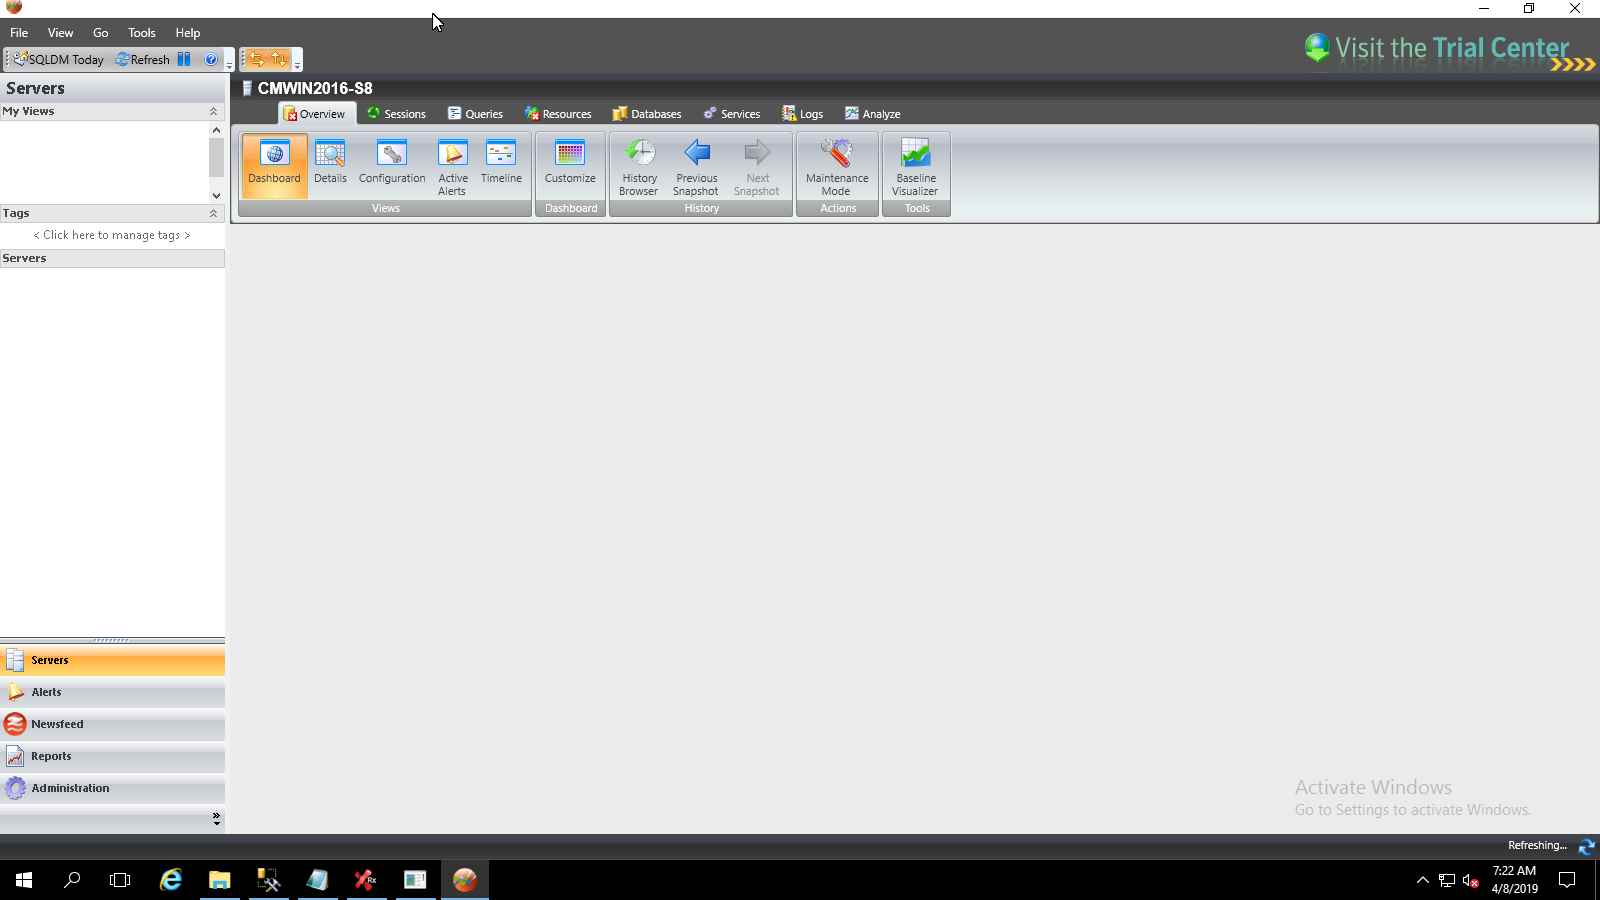 File View Go Tools Help
SQLDM Today Refresh
Visit the Trial Center
Servers
My Views
Tags
< Click here to manage tags >
Servers
CMWIN2016-S8
Overview Sessions Queries Resources Databases Services Logs Analyze
Dashboard
Details
Configuration
Active
Alerts
Timeline
Views
Customize
Dashboard
History
Browser
Previous
Snapshot
Next
Snapshot
History
Maintenance
Mode
Actions
Baseline
Visualizer
Tools
Servers
Alerts
Newsfeed
Reports
Administration
Activate Windows
Go to Settings to activate Windows.
Refreshing...
Rx
7:22 AM
4/8/2019